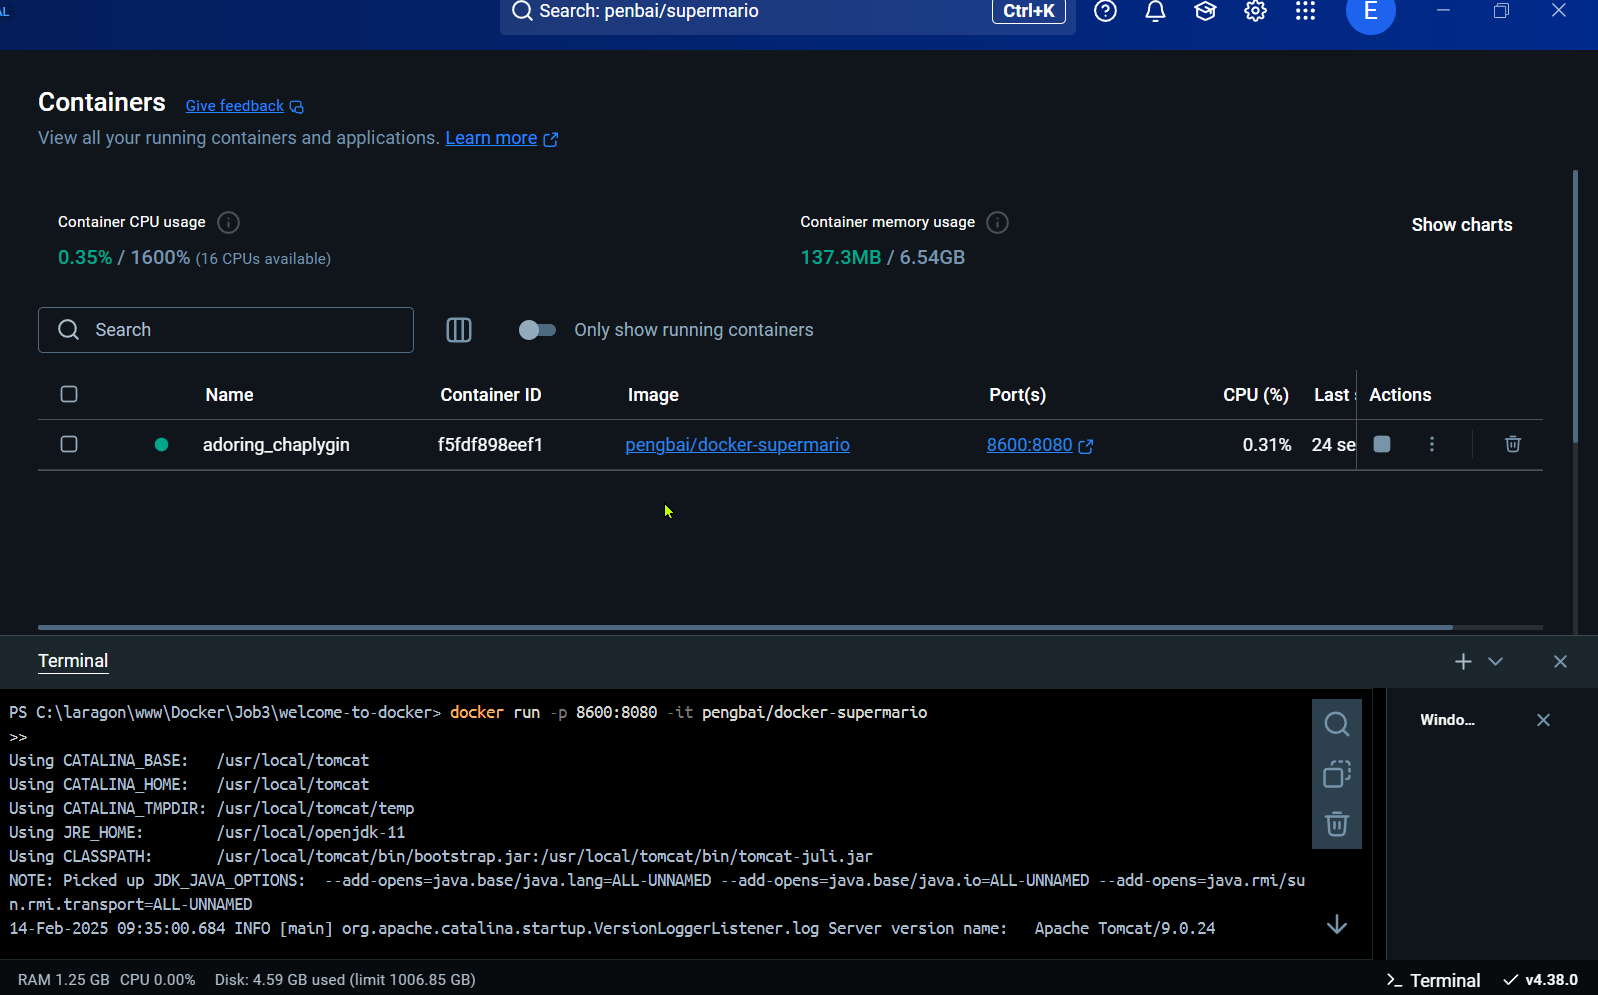 AL
Search: penbai/supermario
Ctrl+K
E
Containers Give feedback
View all your running containers and applications. Learn more
Container CPU usage
Container memory usage
Show charts
0.35% / 1600% (16 CPUs available)
137.3MB / 6.54GB
Search
Only show running containers
Name Container ID Image Port(s) CPU (%) Last s Actions
adoring_chaplygin f5fdf898eef1 pengbai/docker-supermario 8600:8080 0.31% 24 se
Terminal
PS C:\laragon\www\Docker\Job3\welcome-to-docker> docker run -p 8600:8080 -it pengbai/docker-supermario
>>
Using CATALINA_BASE:   /usr/local/tomcat
Using CATALINA_HOME:   /usr/local/tomcat
Using CATALINA_TMPDIR: /usr/local/tomcat/temp
Using JRE_HOME:        /usr/local/openjdk-11
Using CLASSPATH:       /usr/local/tomcat/bin/bootstrap.jar:/usr/local/tomcat/bin/tomcat-juli.jar
NOTE: Picked up JDK_JAVA_OPTIONS:  --add-opens=java.base/java.lang=ALL-UNNAMED --add-opens=java.base/java.io=ALL-UNNAMED --add-opens=java.rmi/su
n.rmi.transport=ALL-UNNAMED
14-Feb-2025 09:35:00.684 INFO [main] org.apache.catalina.startup.VersionLoggerListener.log Server version name:   Apache Tomcat/9.0.24
Windo...
RAM 1.25 GB CPU 0.00% Disk: 4.59 GB used (limit 1006.85 GB)
>_ Terminal
v4.38.0